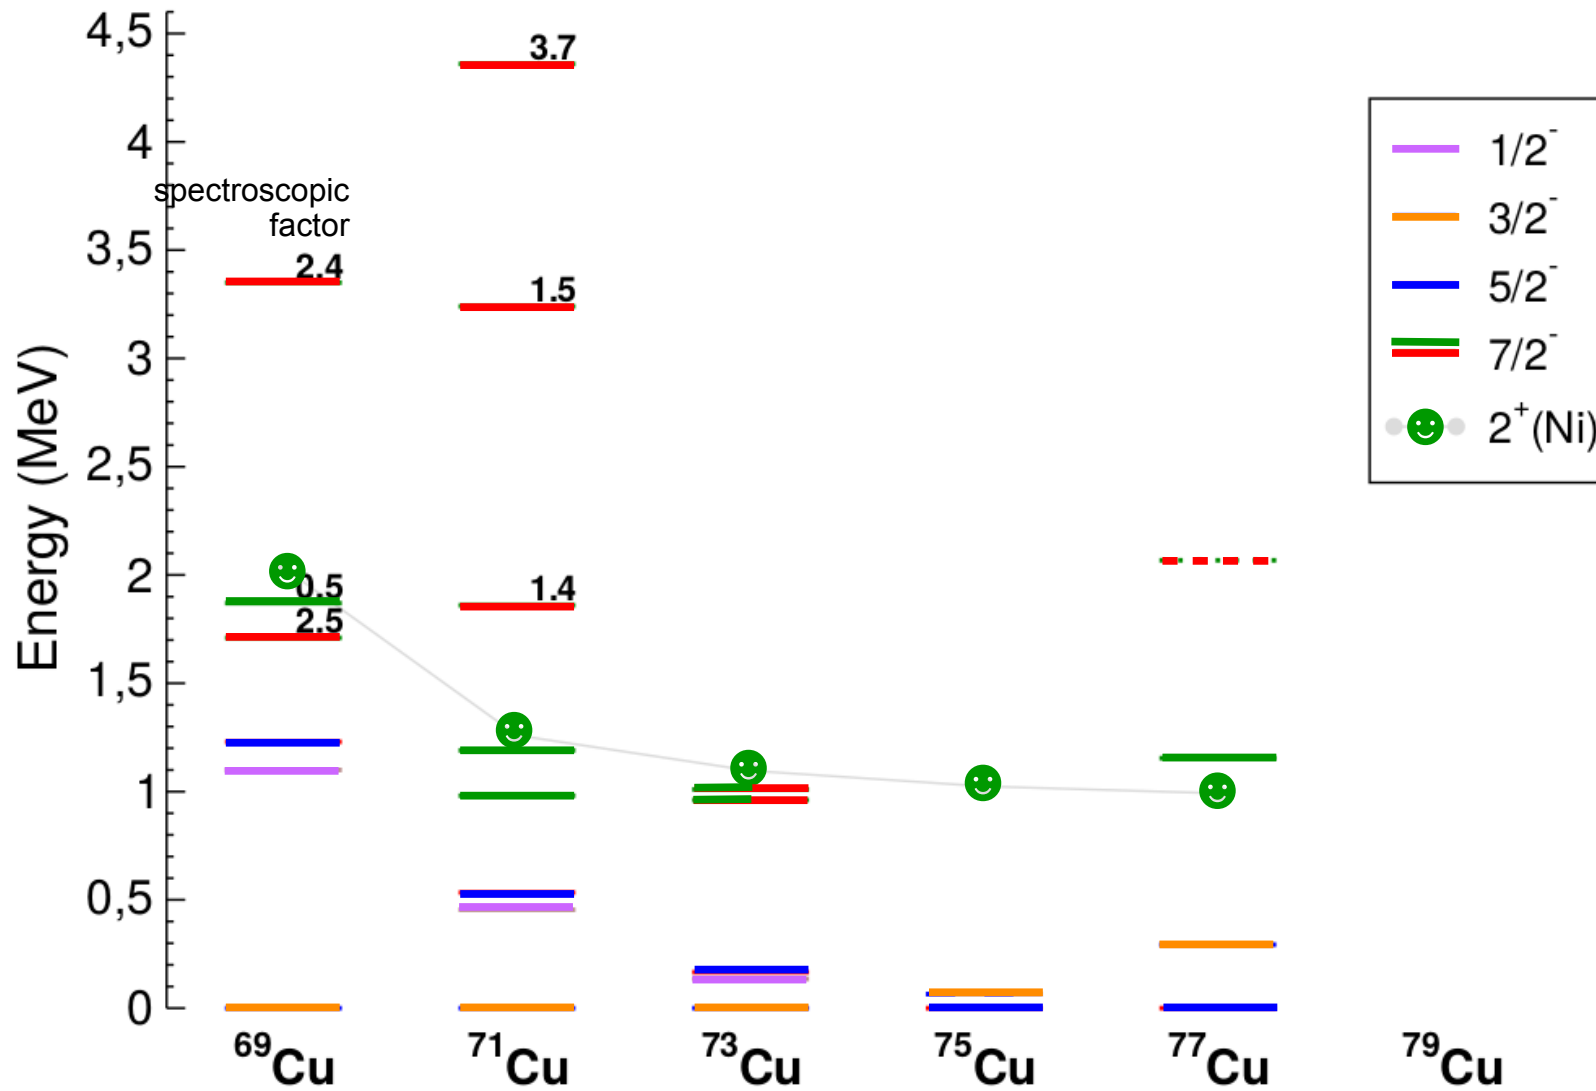 4,5
3.7
4
spectroscopic
factor
3,5
2.4
1.5
3
2,5
2
0.5
2.5
1.4
1,5
1
0,5
0
Energy (MeV)
⁶⁹Cu
⁷¹Cu
⁷³Cu
⁷⁵Cu
⁷⁷Cu
⁷⁹Cu
1/2⁻
3/2⁻
5/2⁻
7/2⁻
2⁺(Ni)